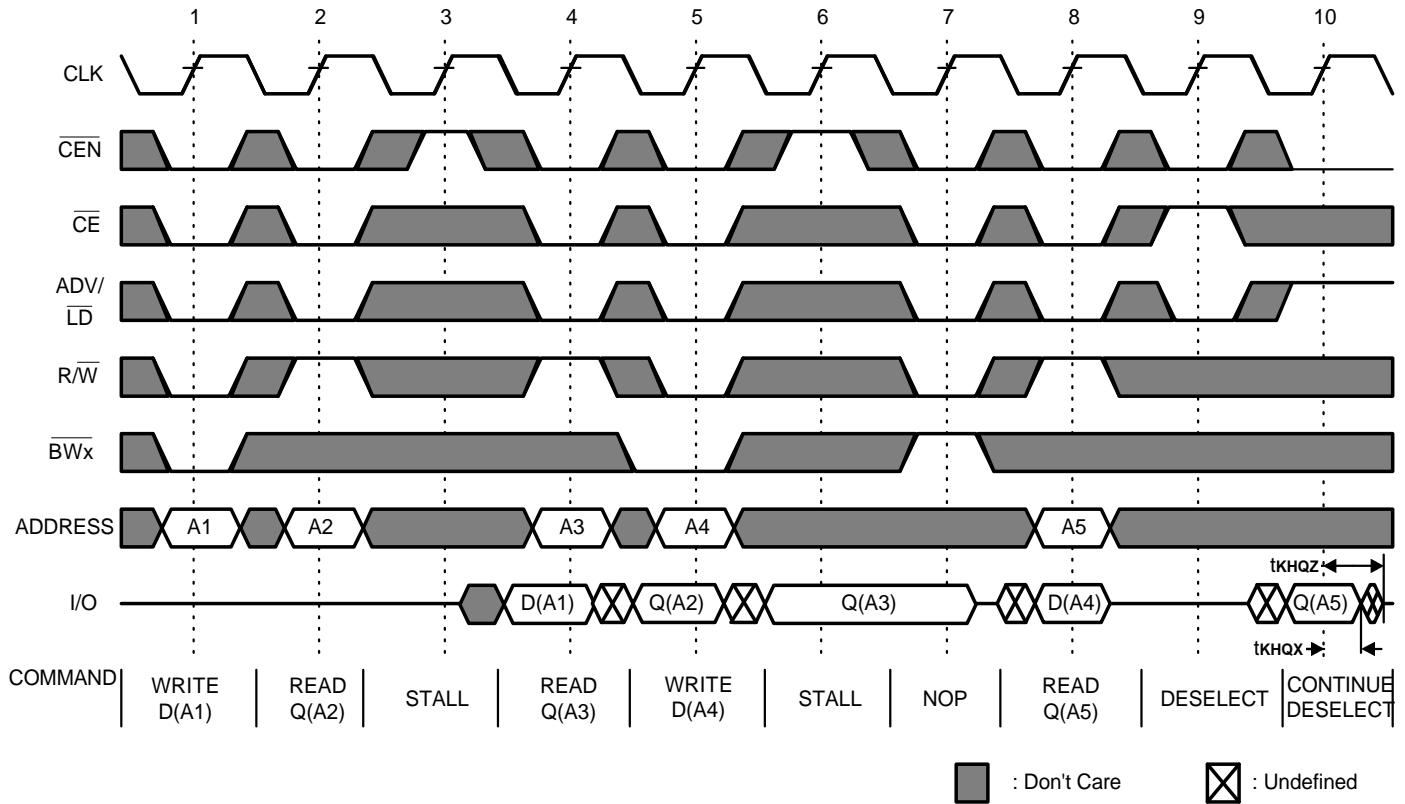 1 2 3 4 5 6 7 8 9 10
CLK
CEN
CE
ADV/
LD
R/W
BWx
ADDRESS A1 A2 A3 A4 A5
tKHQZ
I/O D(A1) Q(A2) Q(A3) D(A4) Q(A5)
tKHQX
COMMAND
WRITE D(A1)
READ Q(A2)
STALL
READ Q(A3)
WRITE D(A4)
STALL
NOP
READ Q(A5)
DESELECT
CONTINUE DESELECT
: Don't Care : Undefined